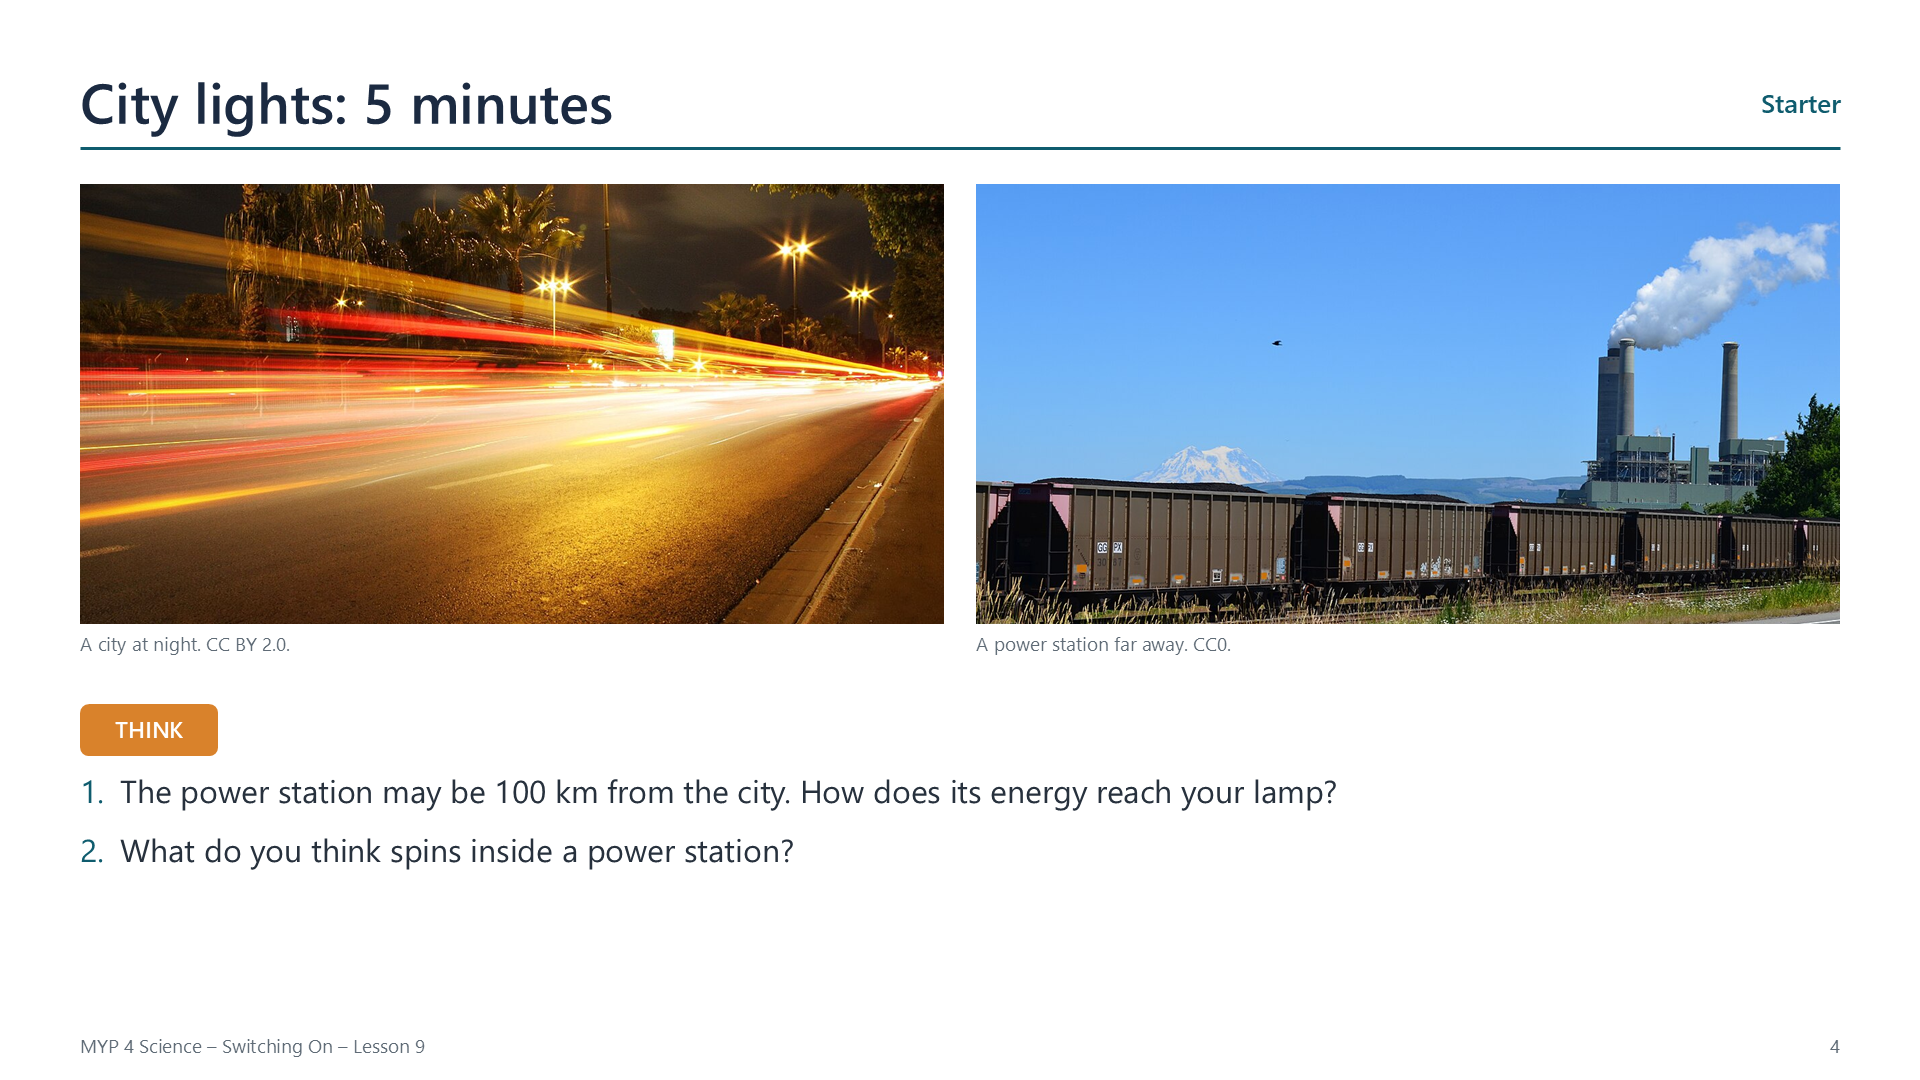 City lights: 5 minutes
Starter
GG PX
A city at night. CC BY 2.0.
A power station far away. CC0.
THINK
1. The power station may be 100 km from the city. How does its energy reach your lamp?
2. What do you think spins inside a power station?
MYP 4 Science – Switching On – Lesson 9
4